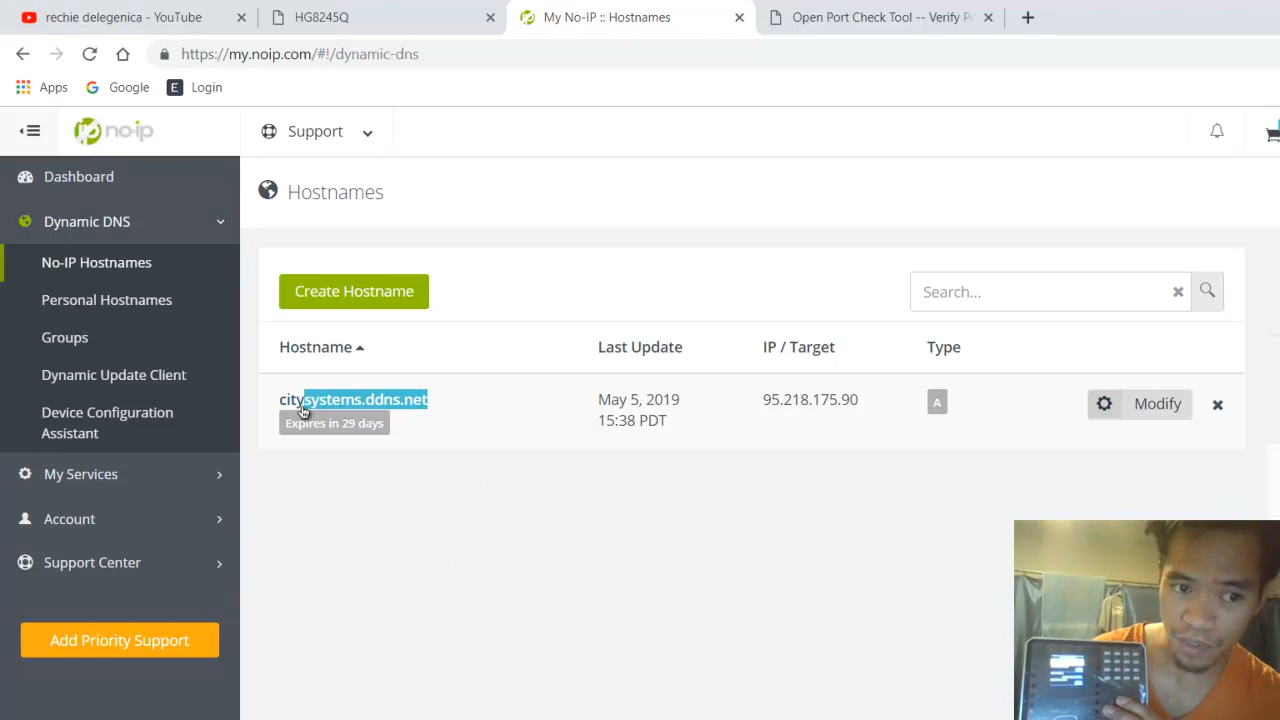 rechie delegenica - YouTube
HG8245Q
My No-IP :: Hostnames
Open Port Check Tool -- Verify
https://my.noip.com/#!/dynamic-dns
Apps
Google
E
Login
no-ip
Support
Dashboard
Hostnames
Dynamic DNS
No-IP Hostnames
Create Hostname
Search...
Personal Hostnames
Groups
Hostname
Last Update
IP / Target
Type
Dynamic Update Client
citysystems.ddns.net
May 5, 2019
95.218.175.90
A
Modify
Device Configuration
Assistant
Expires in 29 days
15:38 PDT
My Services
Account
Support Center
Add Priority Support